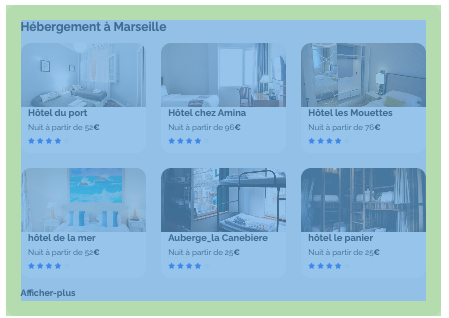 Hébergement à Marseille
Hôtel du port
Nuit à partir de 52€
Hôtel chez Amina
Nuit à partir de 96€
Hôtel les Mouettes
Nuit à partir de 76€
hôtel de la mer
Nuit à partir de 52€
Auberge_la Canebiere
Nuit à partir de 25€
hôtel le panier
Nuit à partir de 25€
Afficher-plus